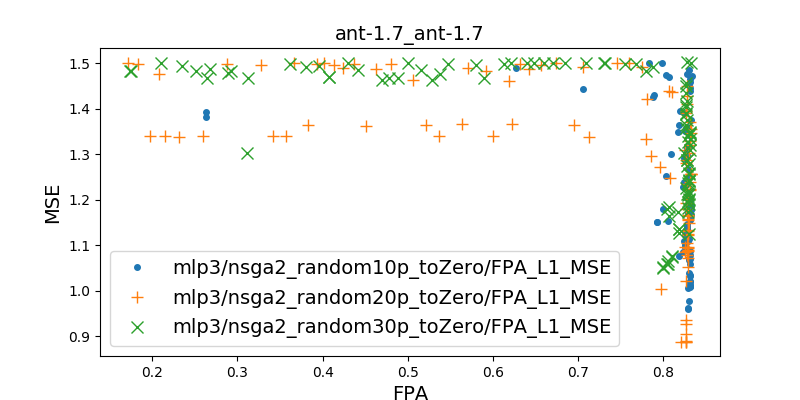 ant-1.7_ant-1.7
1.5
1.4
1.3
1.2
1.1
1.0
0.9
MSE
mlp3/nsga2_random10p_toZero/FPA_L1_MSE
mlp3/nsga2_random20p_toZero/FPA_L1_MSE
mlp3/nsga2_random30p_toZero/FPA_L1_MSE
0.2 0.3 0.4 0.5 0.6 0.7 0.8
FPA